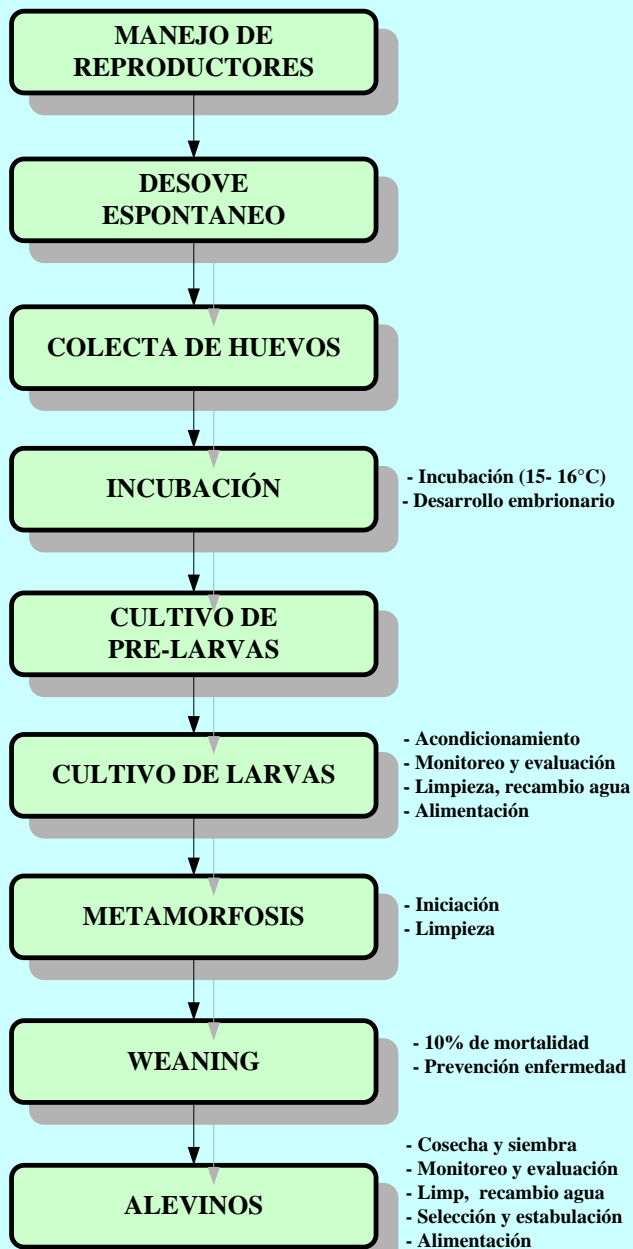 MANEJO DE
REPRODUCTORES
DESOVE
ESPONTANEO
COLECTA DE HUEVOS
INCUBACIÓN
- Incubación (15- 16°C)
- Desarrollo embrionario
CULTIVO DE
PRE-LARVAS
CULTIVO DE LARVAS
- Acondicionamiento
- Monitoreo y evaluación
- Limpieza, recambio agua
- Alimentación
METAMORFOSIS
- Iniciación
- Limpieza
WEANING
- 10% de mortalidad
- Prevención enfermedad
ALEVINOS
- Cosecha y siembra
- Monitoreo y evaluación
- Limp, recambio agua
- Selección y estabulación
- Alimentación